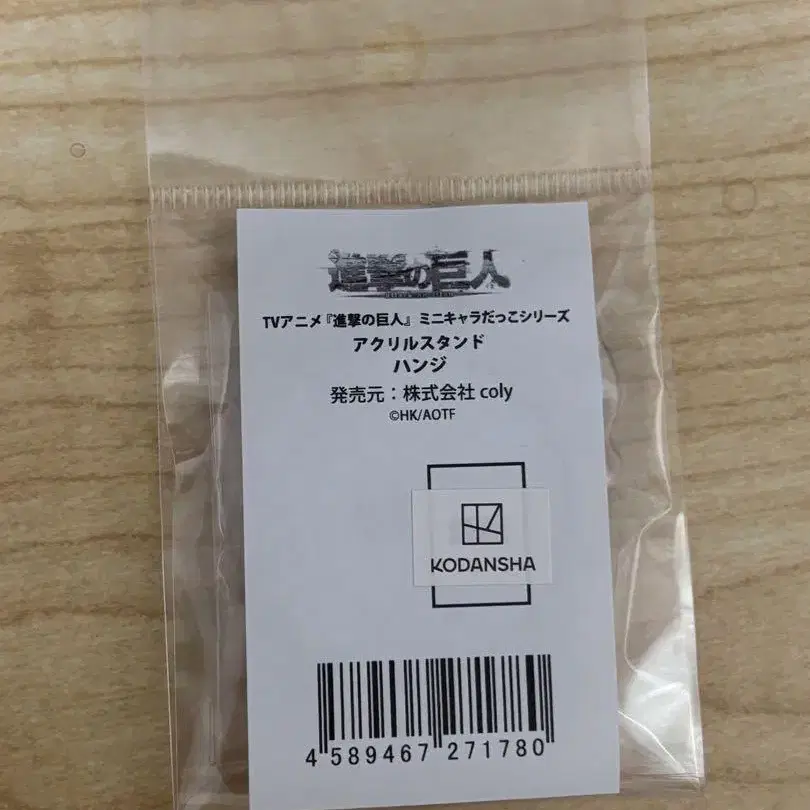 進撃の巨人
TVアニメ『進撃の巨人』ミニキャラだっこシリーズ
アクリルスタンド
ハンジ
発売元：株式会社 coly
©HK/AOTF
KODANSHA
4 589467 271780